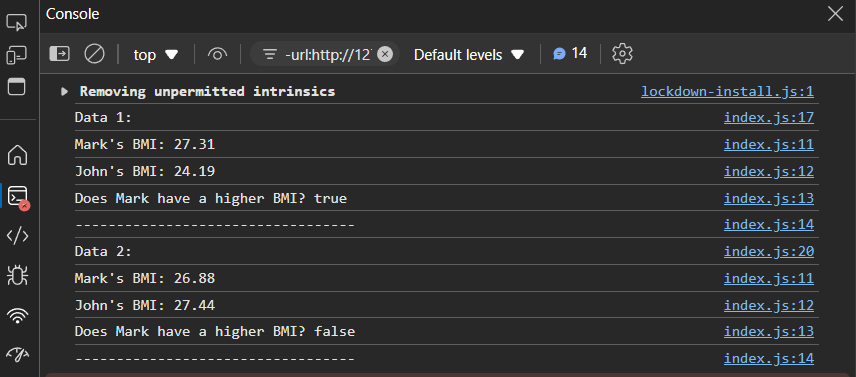 Console
top
-url:http://12
Default levels
14
Removing unpermitted intrinsics lockdown-install.js:1
Data 1: index.js:17
Mark's BMI: 27.31 index.js:11
John's BMI: 24.19 index.js:12
Does Mark have a higher BMI? true index.js:13
---------------------------------- index.js:14
Data 2: index.js:20
Mark's BMI: 26.88 index.js:11
John's BMI: 27.44 index.js:12
Does Mark have a higher BMI? false index.js:13
---------------------------------- index.js:14